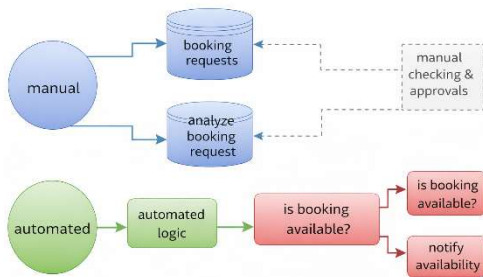 booking
requests
manual
manual
checking &
approvals
analyze
booking
request
automated
automated
logic
is booking
available?
is booking
available?
notify
availability